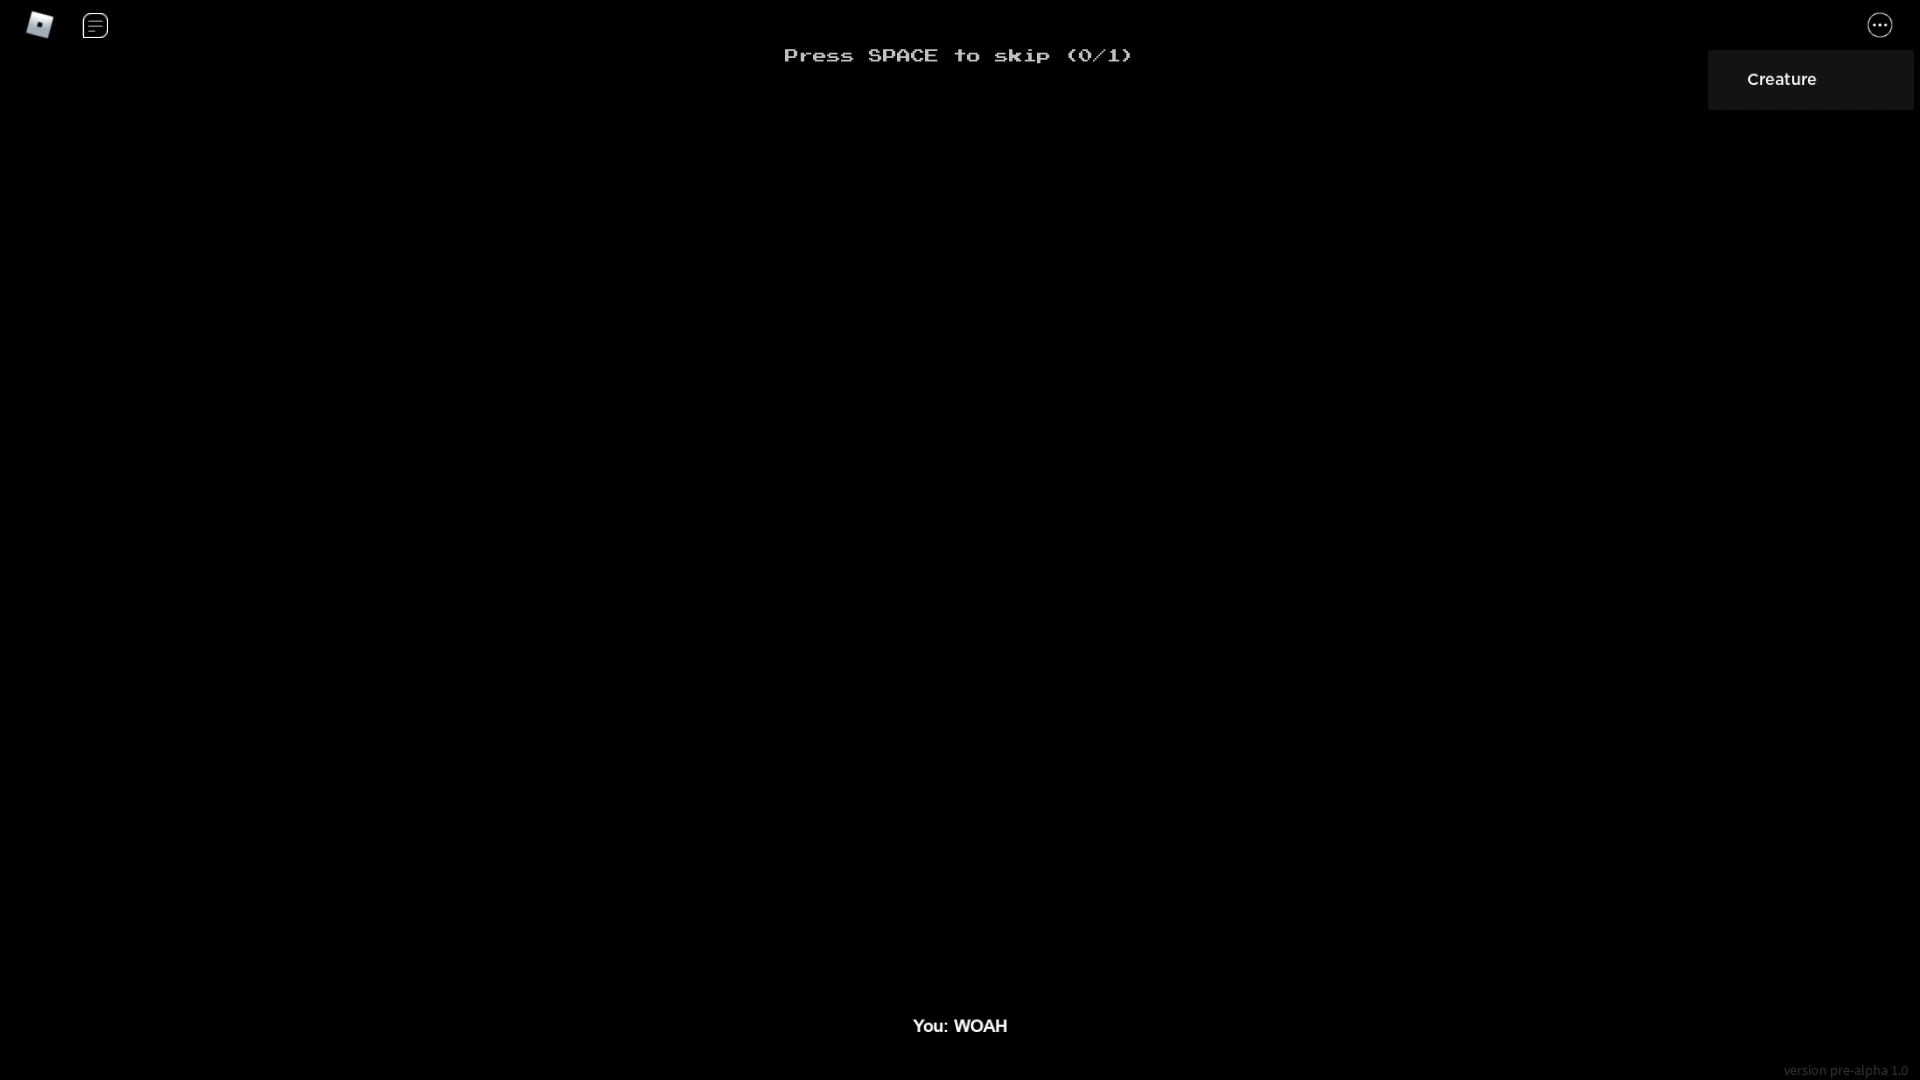 Press SPACE to skip (0/1)
Creature
You: WOAH
version pre-alpha 1.0